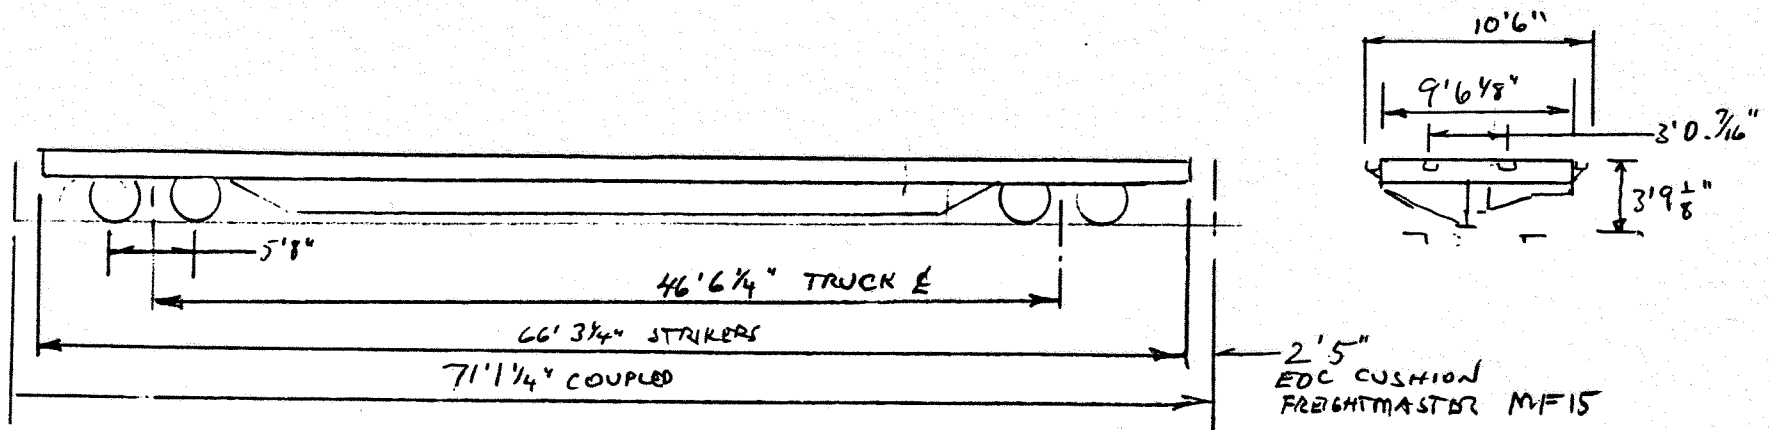 10'6"
9'6 1/8"
3'0.7/16"
3'9 1/8"
5'8"
46'6 1/4" TRUCK ℄
66' 3 1/4" STRIKERS
71'1 1/4" COUPLED
2'5"
EOC CUSHION
FREIGHTMASTER MF15